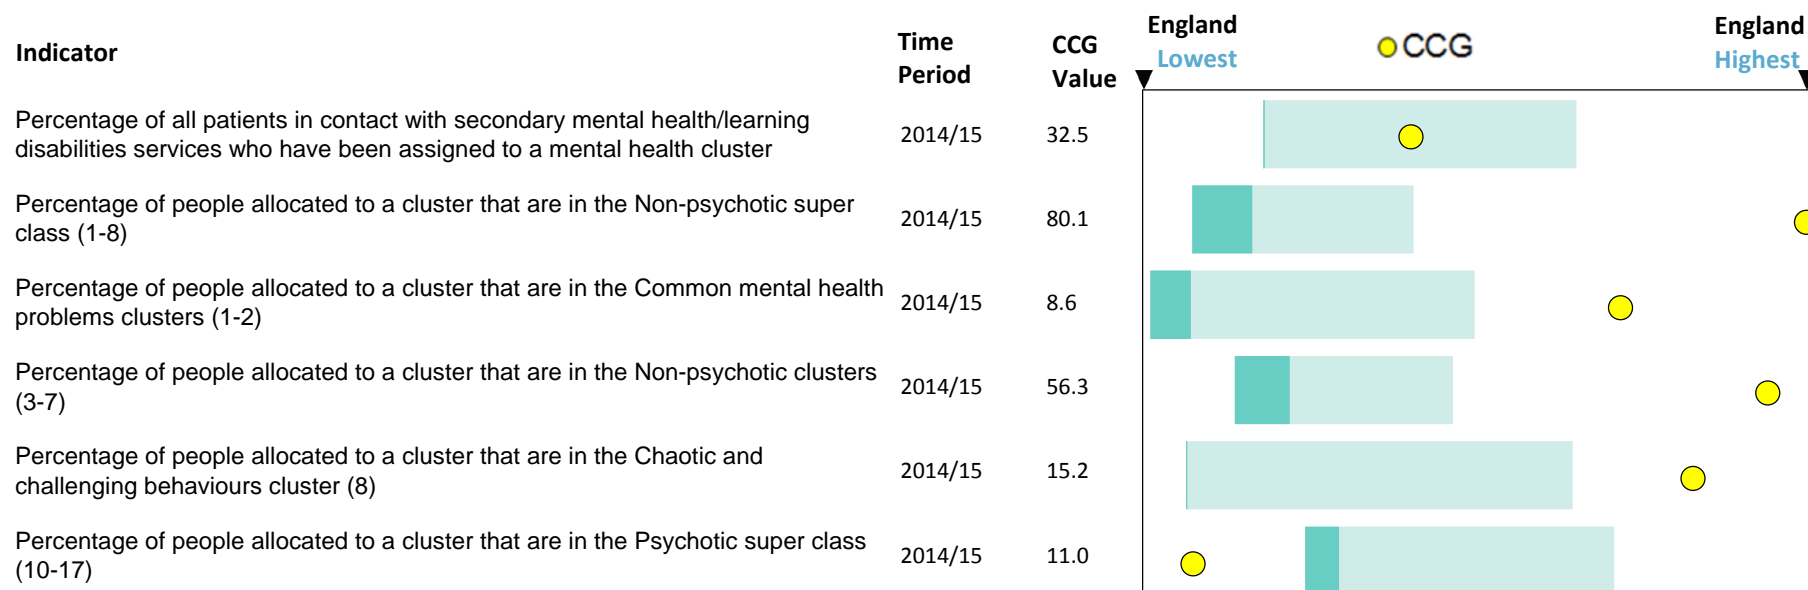 Indicator
Time Period
CCG Value
England Lowest
CCG
England Highest
Percentage of all patients in contact with secondary mental health/learning
disabilities services who have been assigned to a mental health cluster
2014/15
32.5
Percentage of people allocated to a cluster that are in the Non-psychotic super
class (1-8)
2014/15
80.1
Percentage of people allocated to a cluster that are in the Common mental health
problems clusters (1-2)
2014/15
8.6
Percentage of people allocated to a cluster that are in the Non-psychotic clusters
(3-7)
2014/15
56.3
Percentage of people allocated to a cluster that are in the Chaotic and
challenging behaviours cluster (8)
2014/15
15.2
Percentage of people allocated to a cluster that are in the Psychotic super class
(10-17)
2014/15
11.0